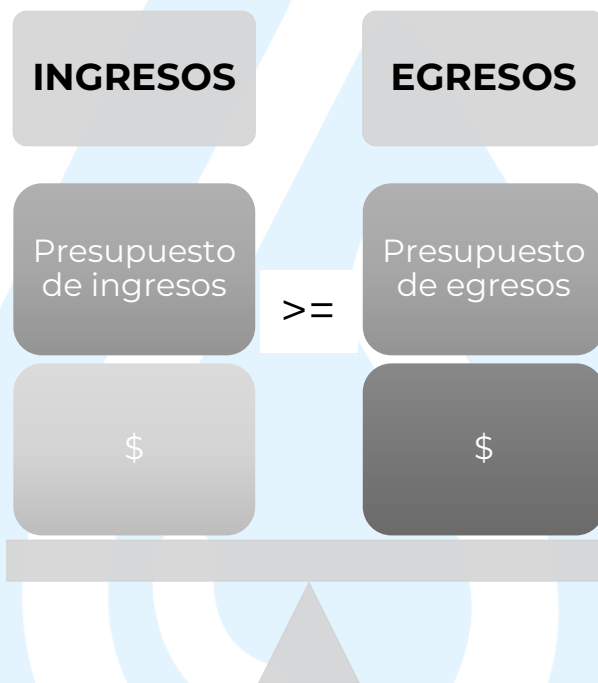 INGRESOS
EGRESOS
Presupuesto
de ingresos
>=
Presupuesto
de egresos
$
$